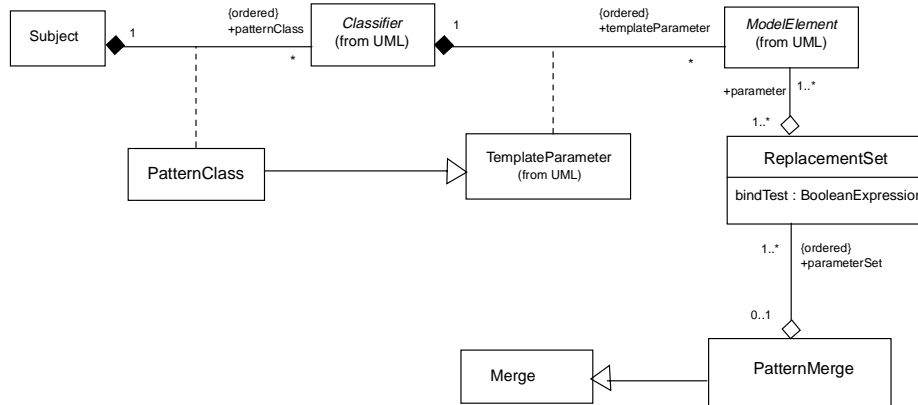 {ordered}
+patternClass
{ordered}
+templateParameter
Subject
1
Classifier
(from UML)
1
ModelElement
(from UML)
*
*
+parameter
1..*
1..*
PatternClass
TemplateParameter
(from UML)
ReplacementSet
bindTest : BooleanExpression
1..*
{ordered}
+parameterSet
0..1
Merge
PatternMerge